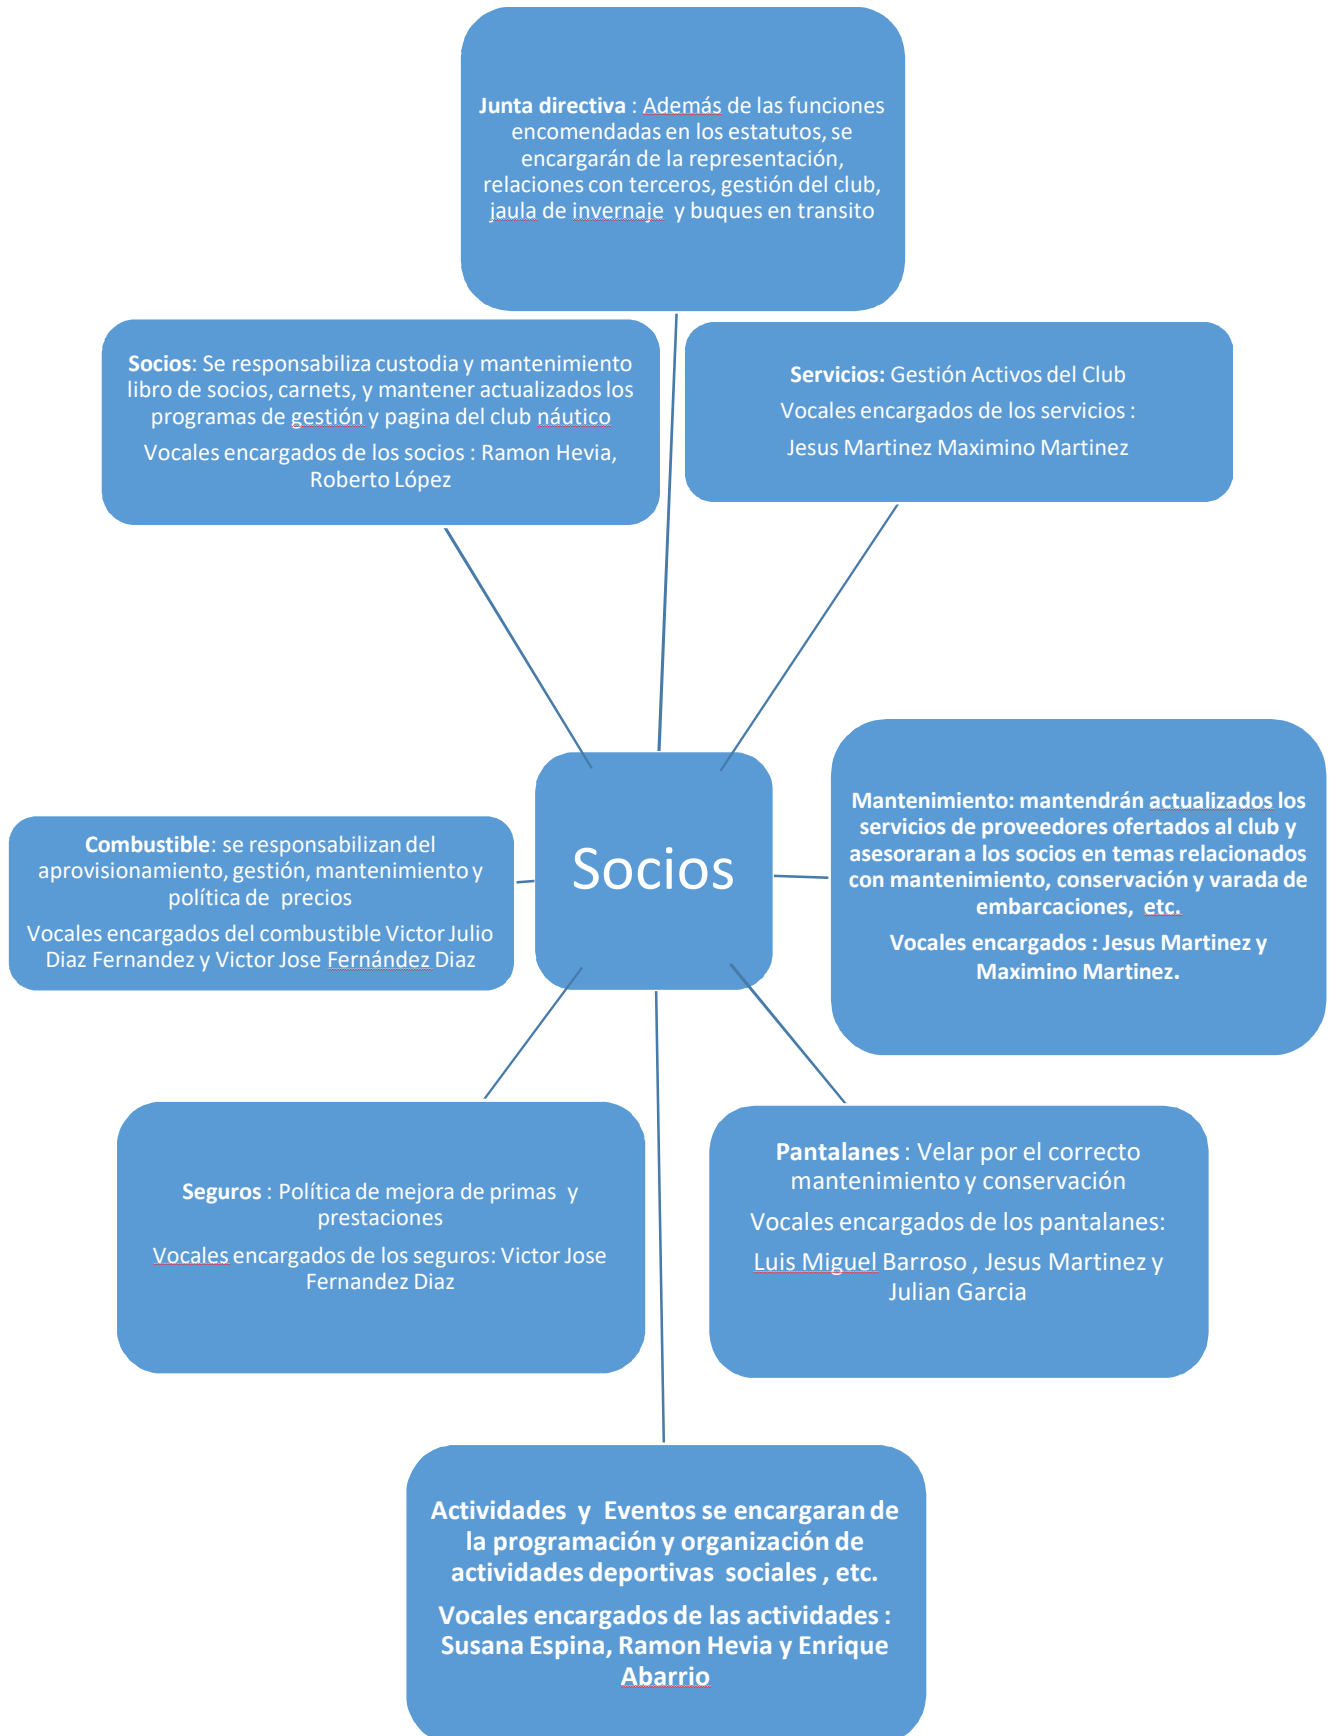 Junta directiva : Además de las funciones
encomendadas en los estatutos, se
encargarán de la representación,
relaciones con terceros, gestión del club,
jaula de invernaje y buques en transito
Socios: Se responsabiliza custodia y mantenimiento
libro de socios, carnets, y mantener actualizados los
programas de gestión y pagina del club náutico
Vocales encargados de los socios : Ramon Hevia,
Roberto López
Servicios: Gestión Activos del Club
Vocales encargados de los servicios :
Jesus Martinez Maximino Martinez
Socios
Mantenimiento: mantendrán actualizados los
servicios de proveedores ofertados al club y
asesoraran a los socios en temas relacionados
con mantenimiento, conservación y varada de
embarcaciones, etc.
Vocales encargados : Jesus Martinez y
Maximino Martinez.
Combustible: se responsabilizan del
aprovisionamiento, gestión, mantenimiento y
política de precios
Vocales encargados del combustible Victor Julio
Diaz Fernandez y Victor Jose Fernández Diaz
Seguros : Política de mejora de primas y
prestaciones
Vocales encargados de los seguros: Victor Jose
Fernandez Diaz
Pantalanes : Velar por el correcto
mantenimiento y conservación
Vocales encargados de los pantalanes:
Luis Miguel Barroso , Jesus Martinez y
Julian Garcia
Actividades y Eventos se encargaran de
la programación y organización de
actividades deportivas sociales , etc.
Vocales encargados de las actividades :
Susana Espina, Ramon Hevia y Enrique
Abarrio